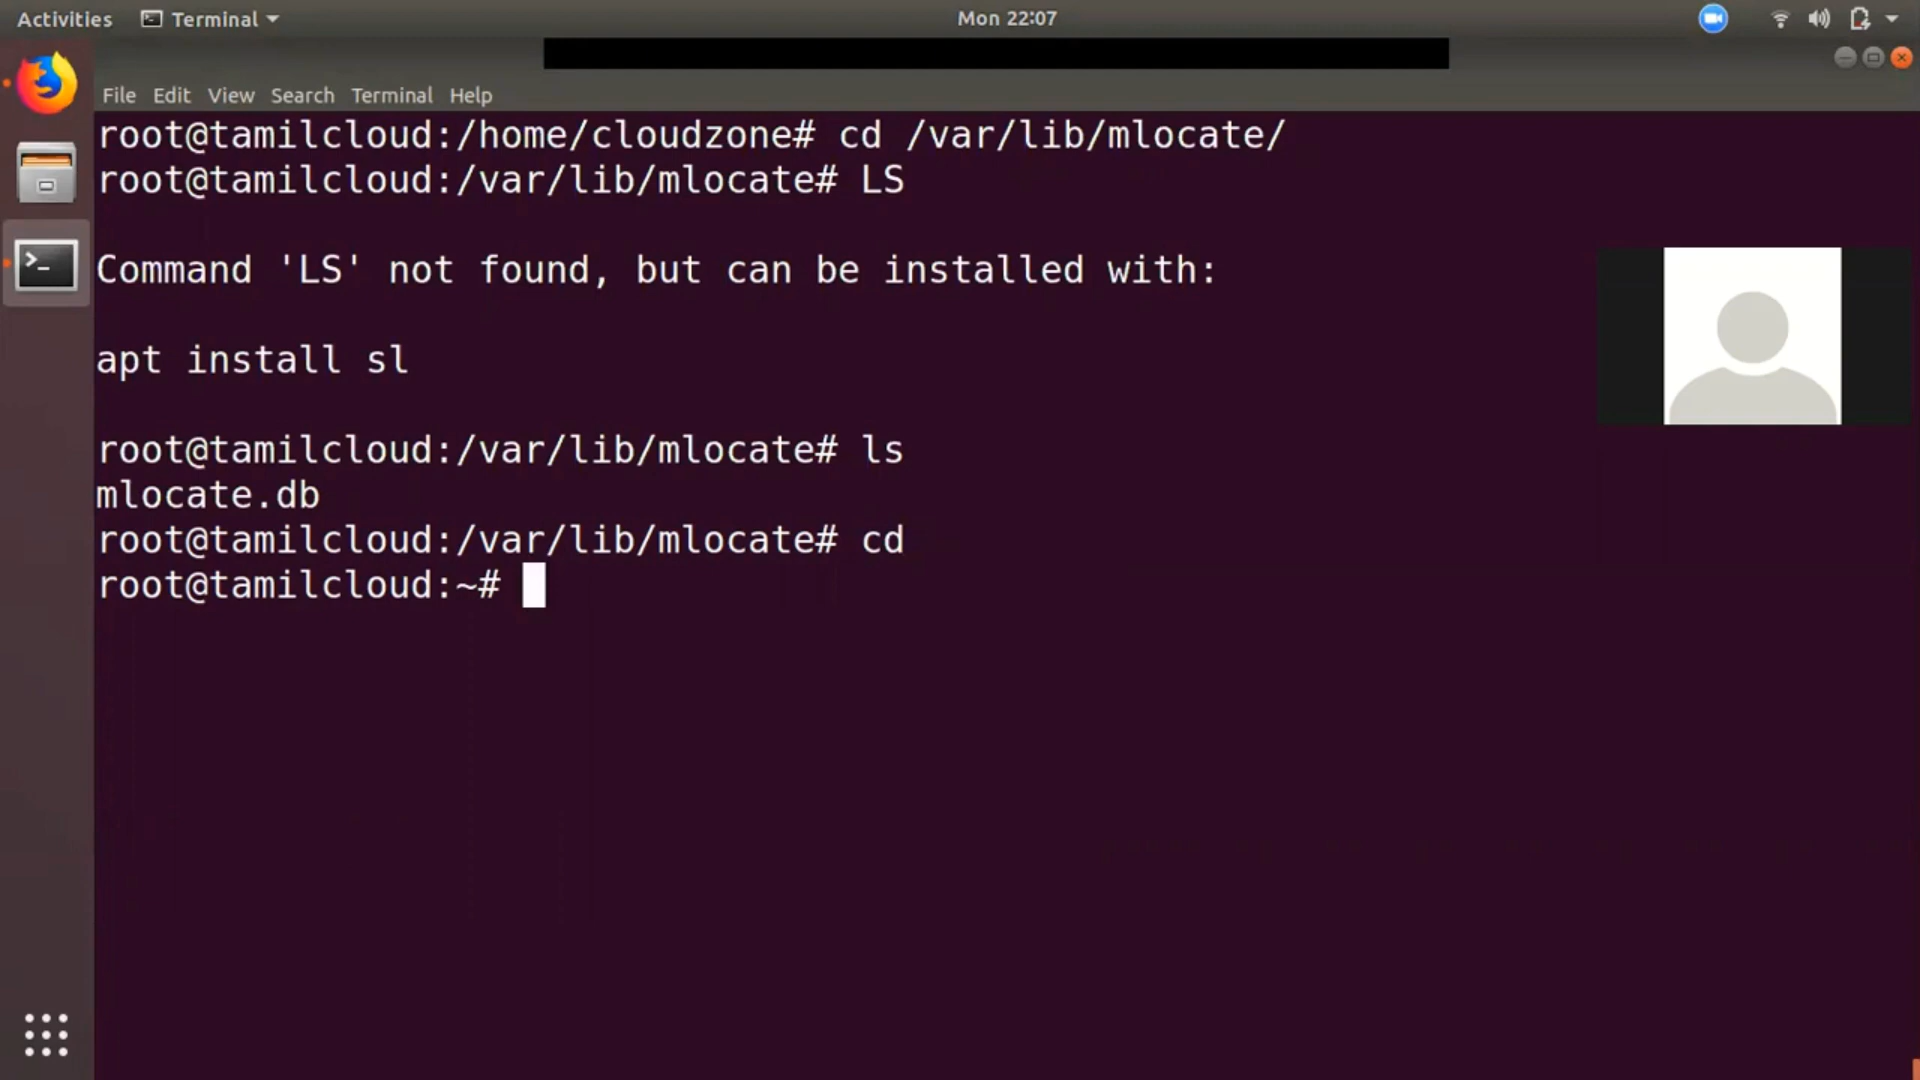 Activities Terminal Mon 22:07
File Edit View Search Terminal Help
root@tamilcloud:/home/cloudzone# cd /var/lib/mlocate/
root@tamilcloud:/var/lib/mlocate# LS
Command 'LS' not found, but can be installed with:
apt install sl
root@tamilcloud:/var/lib/mlocate# ls
mlocate.db
root@tamilcloud:/var/lib/mlocate# cd
root@tamilcloud:~#